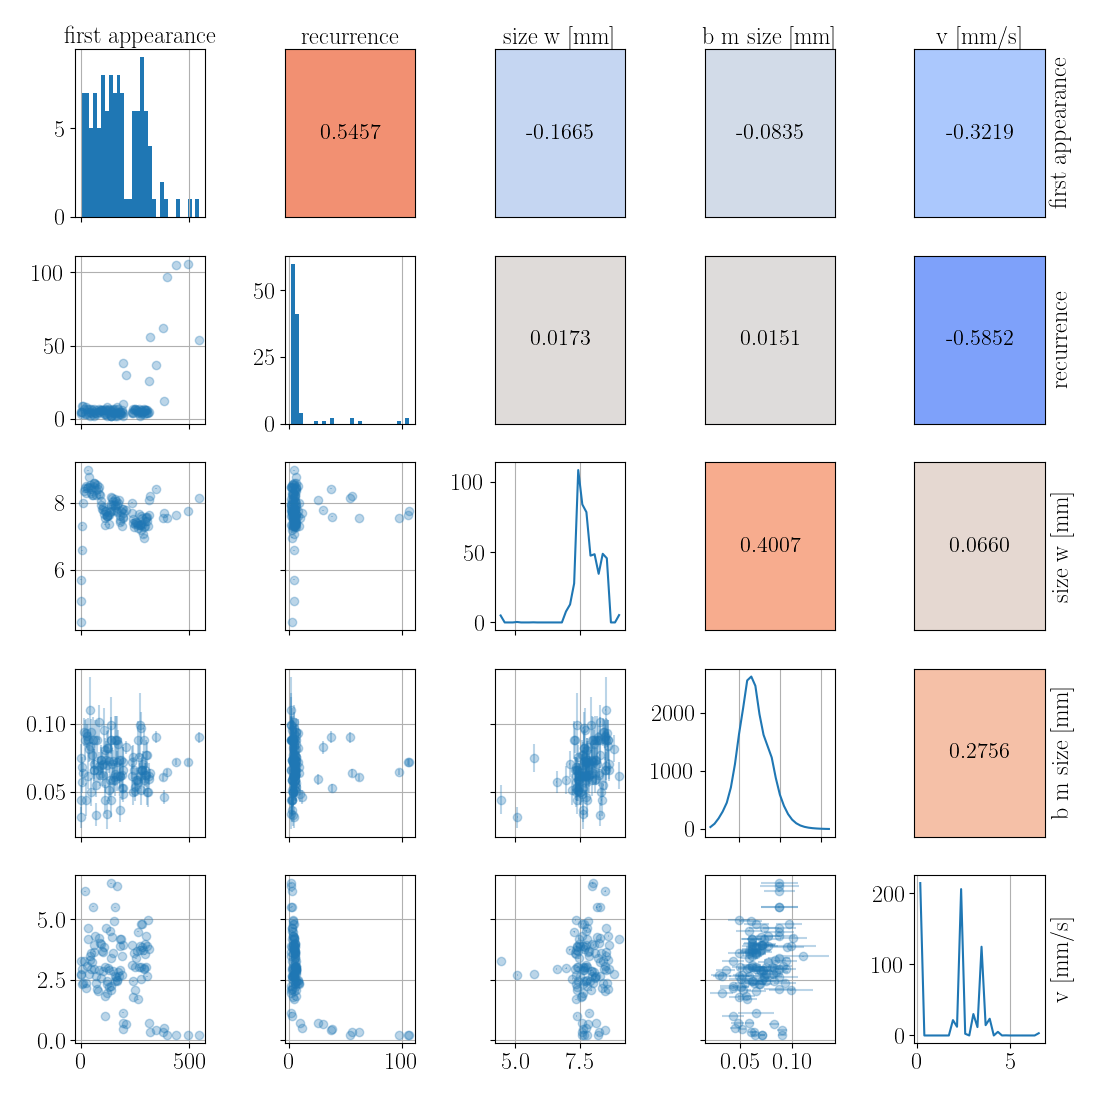 first appearance recurrence size w [mm] b m size [mm] v [mm/s]
5
0
0.5457 -0.1665 -0.0835 -0.3219
first appearance
100
50
0
50
25
0
0.0173 0.0151 -0.5852
recurrence
8
6
100
50
0
0.4007 0.0660
size w [mm]
0.10
0.05
2000
1000
0
0.2756
b m size [mm]
5.0
2.5
0.0
200
100
0
v [mm/s]
0 500 0 100 5.0 7.5 0.05 0.10 0 5